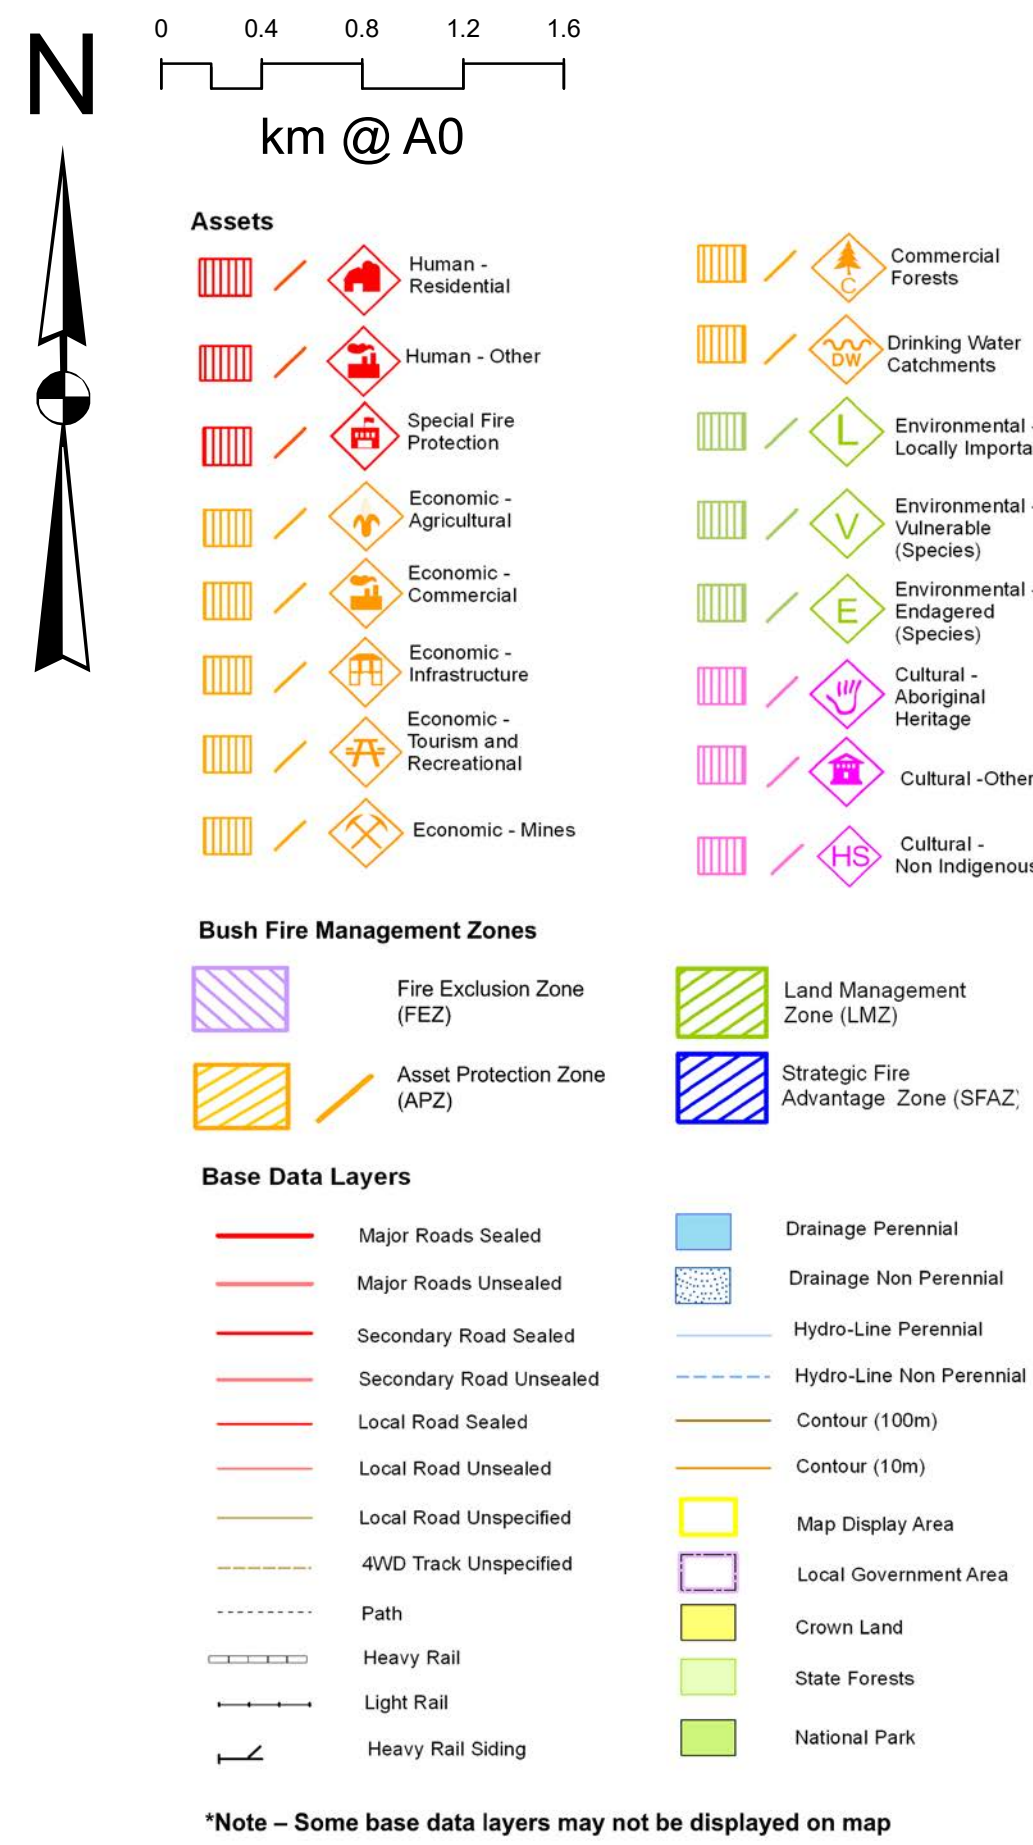 N
0 0.4 0.8 1.2 1.6
km @ A0
Assets
Human -
Residential
Human - Other
Special Fire
Protection
Economic -
Agricultural
Economic -
Commercial
Economic -
Infrastructure
Economic -
Tourism and
Recreational
Economic - Mines
C
Commercial
Forests
DW
Drinking Water
Catchments
L
Environmental -
Locally Importa
V
Environmental -
Vulnerable
(Species)
E
Environmental -
Endagered
(Species)
Cultural -
Aboriginal
Heritage
Cultural -Other
HS
Cultural -
Non Indigenous
Bush Fire Management Zones
Fire Exclusion Zone
(FEZ)
Asset Protection Zone
(APZ)
Land Management
Zone (LMZ)
Strategic Fire
Advantage Zone (SFAZ)
Base Data Layers
Major Roads Sealed
Major Roads Unsealed
Secondary Road Sealed
Secondary Road Unsealed
Local Road Sealed
Local Road Unsealed
Local Road Unspecified
4WD Track Unspecified
Path
Heavy Rail
Light Rail
Heavy Rail Siding
Drainage Perennial
Drainage Non Perennial
Hydro-Line Perennial
Hydro-Line Non Perennial
Contour (100m)
Contour (10m)
Map Display Area
Local Government Area
Crown Land
State Forests
National Park
*Note – Some base data layers may not be displayed on map